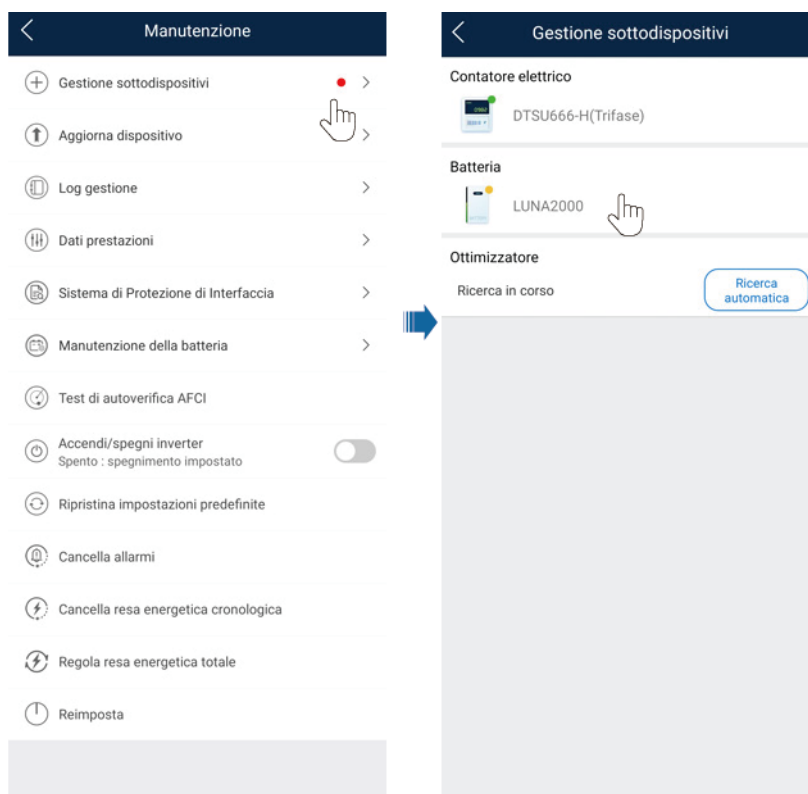 Manutenzione
Gestione sottodispositivi
Aggiorna dispositivo
Log gestione
Dati prestazioni
Sistema di Protezione di Interfaccia
Manutenzione della batteria
Test di autoverifica AFCI
Accendi/spegni inverter
Spento : spegnimento impostato
Ripristina impostazioni predefinite
Cancella allarmi
Cancella resa energetica cronologica
Regola resa energetica totale
Reimposta
Gestione sottodispositivi
Contatore elettrico
DTSU666-H(Trifase)
Batteria
LUNA2000
Ottimizzatore
Ricerca in corso
Ricerca
automatica